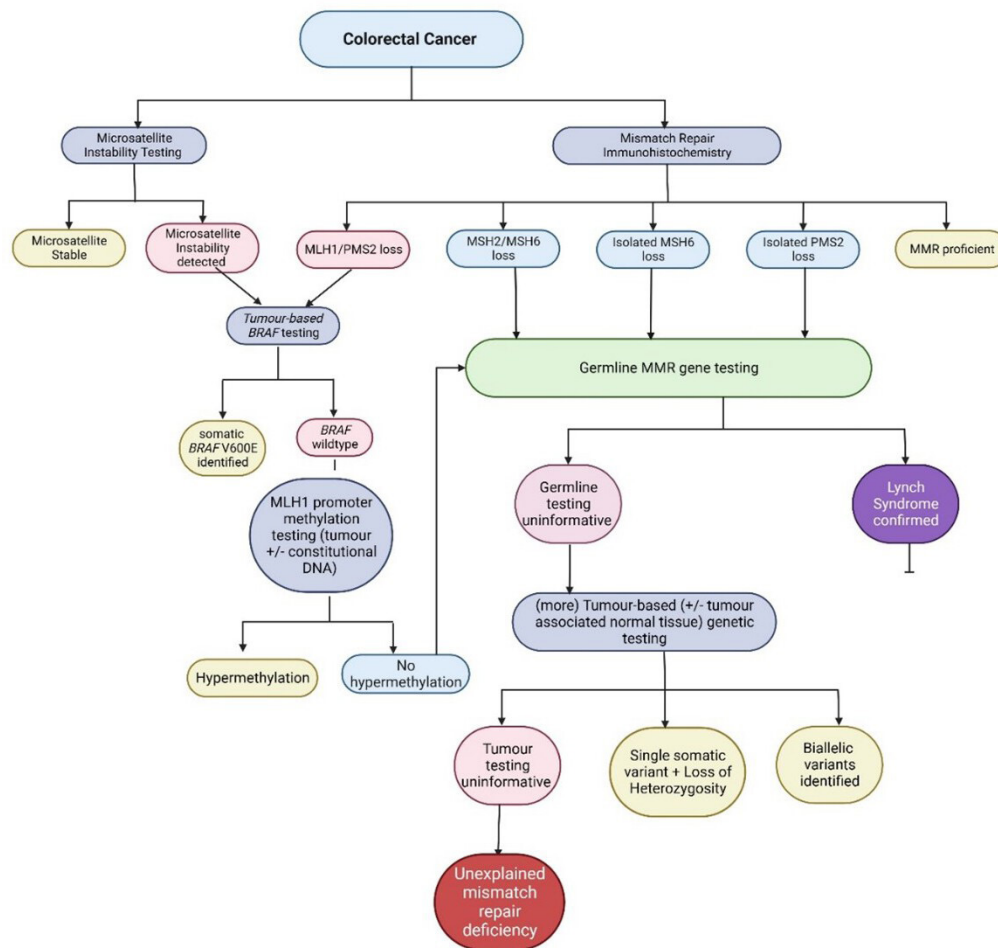 Colorectal Cancer
Microsatellite
Instability Testing
Mismatch Repair
Immunohistochemistry
Microsatellite
Stable
Microsatellite
Instability
detected
MLH1/PMS2 loss
MSH2/MSH6
loss
Isolated MSH6
loss
Isolated PMS2
loss
MMR proficient
Tumour-based
BRAF testing
Germline MMR gene testing
somatic
BRAF V600E
identified
BRAF
wildtype
MLH1 promoter
methylation
testing (tumour
+/- constitutional
DNA)
Germline
testing
uninformative
Lynch
Syndrome
confirmed
(more) Tumour-based (+/- tumour
associated normal tissue) genetic
testing
Hypermethylation
No
hypermethylation
Tumour
testing
uninformative
Single somatic
variant + Loss of
Heterozygosity
Biallelic
variants
identified
Unexplained
mismatch
repair
deficiency